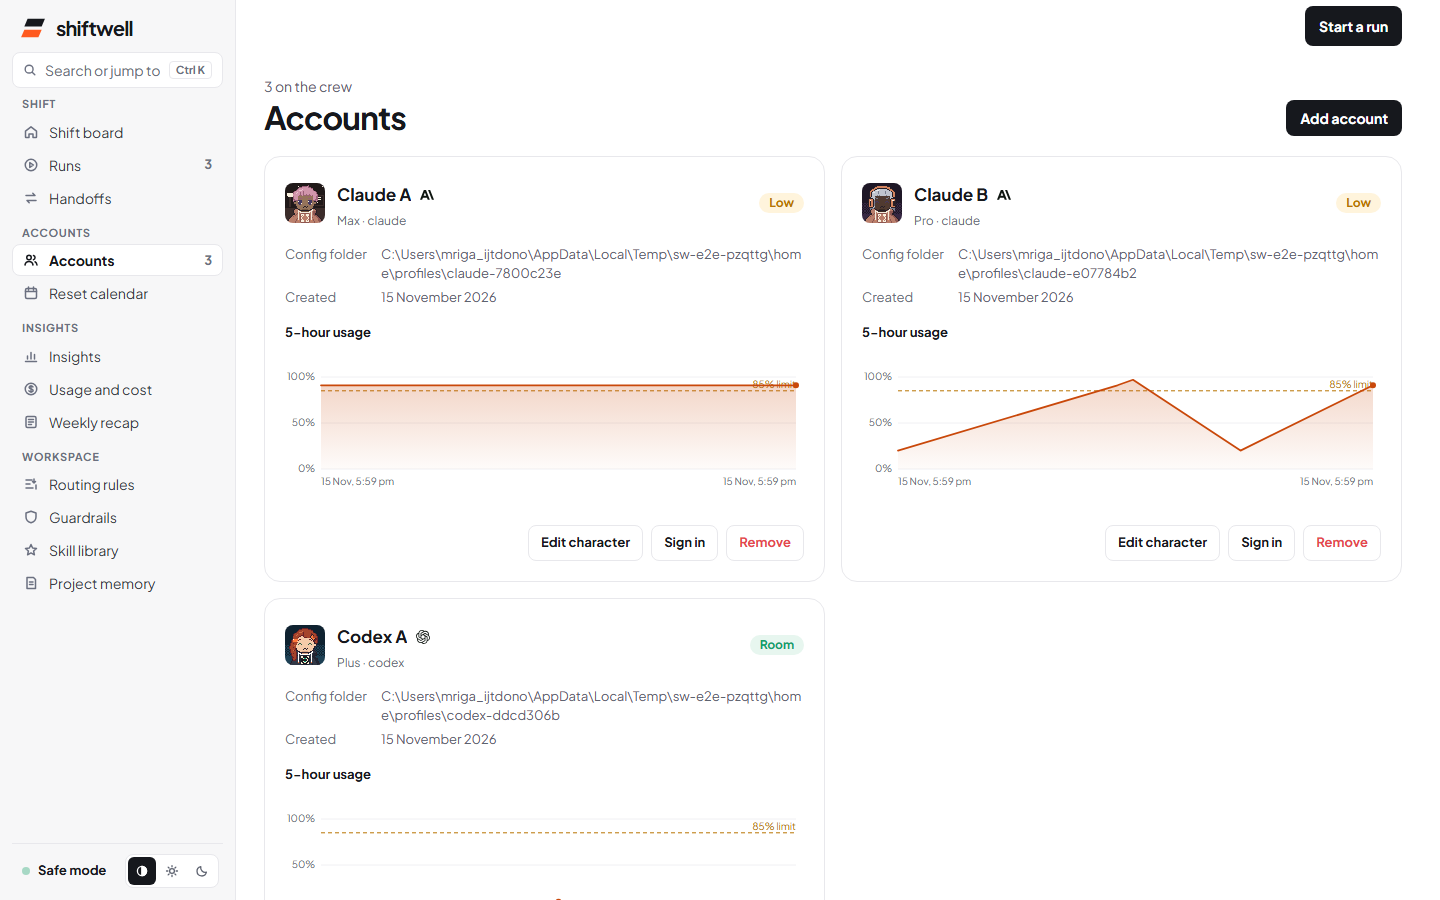 shiftwell
Search or jump to
Ctrl K
SHIFT
Shift board
Runs 3
Handoffs
ACCOUNTS
Accounts 3
Reset calendar
INSIGHTS
Insights
Usage and cost
Weekly recap
WORKSPACE
Routing rules
Guardrails
Skill library
Project memory
Safe mode
Start a run
3 on the crew
Accounts
Add account
Claude A
Low
Max · claude
Config folder C:\Users\mriga_ijtdono\AppData\Local\Temp\sw-e2e-pzqttg\hom
e\profiles\claude-7800c23e
Created 15 November 2026
5-hour usage
100%
85% limit
50%
0%
15 Nov, 5:59 pm 15 Nov, 5:59 pm
Edit character Sign in Remove
Claude B
Low
Pro · claude
Config folder C:\Users\mriga_ijtdono\AppData\Local\Temp\sw-e2e-pzqttg\hom
e\profiles\claude-e07784b2
Created 15 November 2026
5-hour usage
100%
85% limit
50%
0%
15 Nov, 5:59 pm 15 Nov, 5:59 pm
Edit character Sign in Remove
Codex A
Room
Plus · codex
Config folder C:\Users\mriga_ijtdono\AppData\Local\Temp\sw-e2e-pzqttg\hom
e\profiles\codex-ddcd306b
Created 15 November 2026
5-hour usage
100%
85% limit
50%